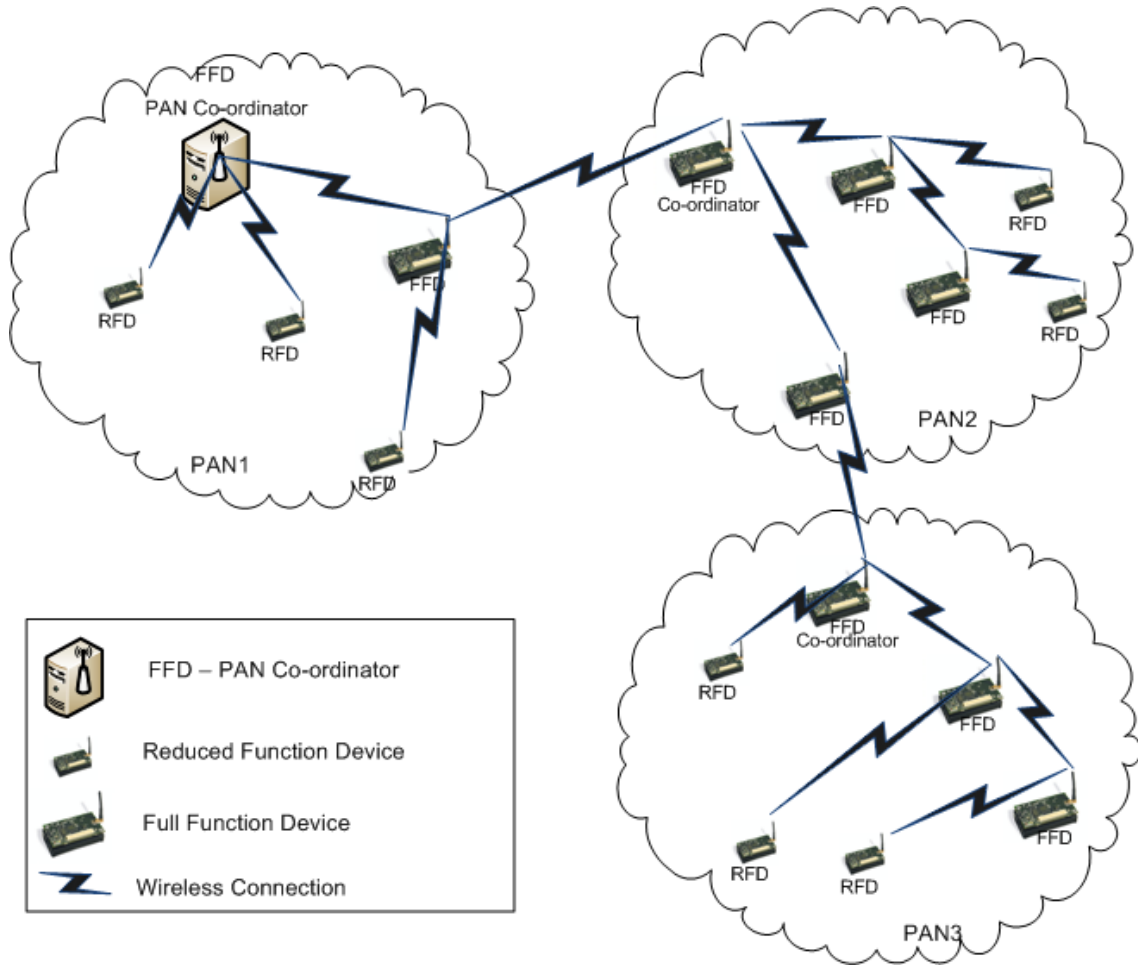 FFD
PAN Co-ordinator
RFD
RFD
FFD
RFD
PAN1
FFD
Co-ordinator
FFD
RFD
FFD
RFD
FFD
PAN2
FFD
Co-ordinator
RFD
FFD
FFD
RFD
RFD
PAN3
FFD – PAN Co-ordinator
Reduced Function Device
Full Function Device
Wireless Connection